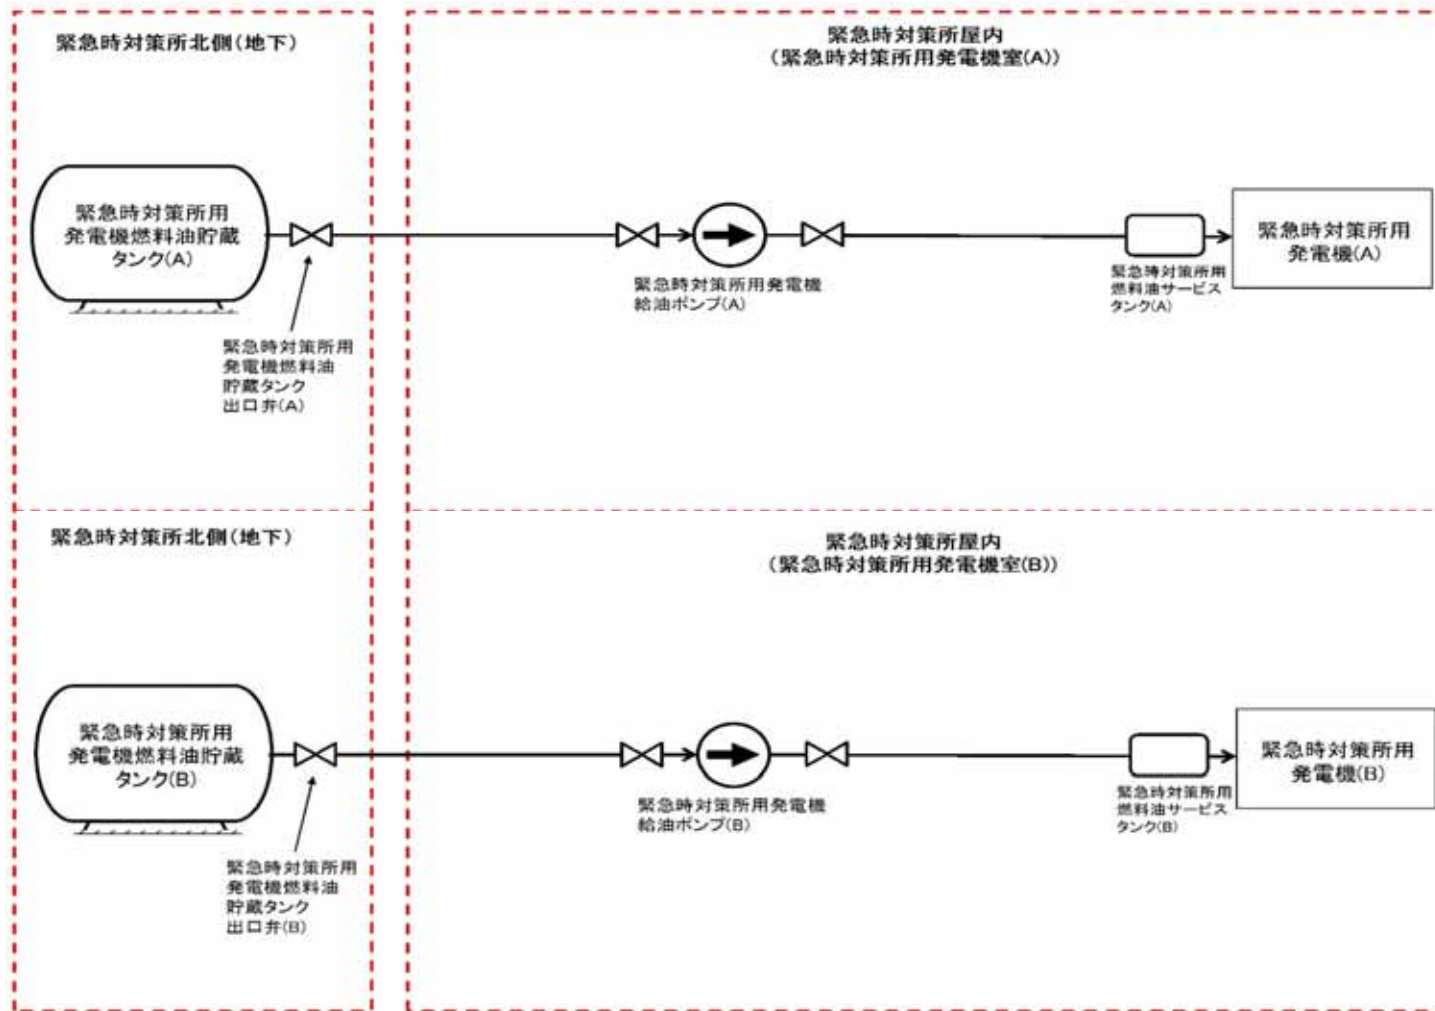 緊急時対策所北側(地下)
緊急時対策所屋内
(緊急時対策所用発電機室(A))
緊急時対策所用
発電機燃料油貯蔵
タンク(A)
緊急時対策所用
発電機燃料油
貯蔵タンク
出口弁(A)
緊急時対策所用発電機
給油ポンプ(A)
緊急時対策所用
燃料油サービス
タンク(A)
緊急時対策所用
発電機(A)
緊急時対策所北側(地下)
緊急時対策所屋内
(緊急時対策所用発電機室(B))
緊急時対策所用
発電機燃料油貯蔵
タンク(B)
緊急時対策所用
発電機燃料油
貯蔵タンク
出口弁(B)
緊急時対策所用発電機
給油ポンプ(B)
緊急時対策所用
燃料油サービス
タンク(B)
緊急時対策所用
発電機(B)